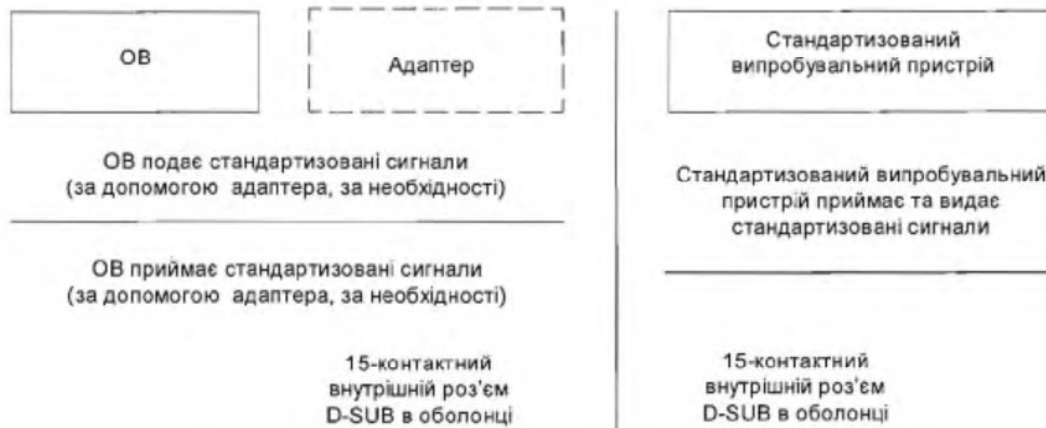 ОВ
Адаптер
ОВ подає стандартизовані сигнали
(за допомогою адаптера, за необхідності)
ОВ приймає стандартизовані сигнали
(за допомогою адаптера, за необхідності)
15-контактний
внутрішній роз'єм
D-SUB в оболонці
Стандартизований
випробувальний пристрій
Стандартизований випробувальний
пристрій приймає та видає
стандартизовані сигнали
15-контактний
внутрішній роз'єм
D-SUB в оболонці